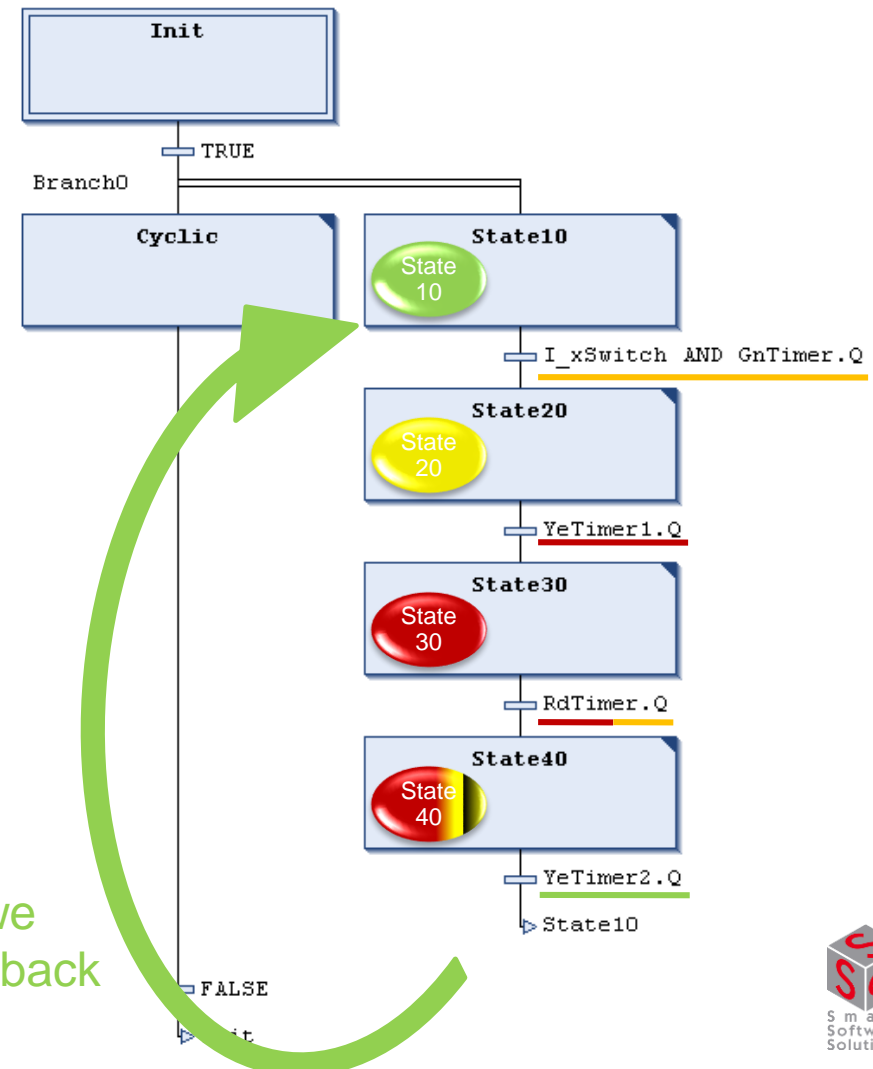 Init
TRUE
Branch0
Cyclic
State10
State
10
I_xSwitch AND GnTimer.Q
State20
State
20
YeTimer1.Q
State30
State
30
RdTimer.Q
State40
State
40
YeTimer2.Q
State10
back
FALSE